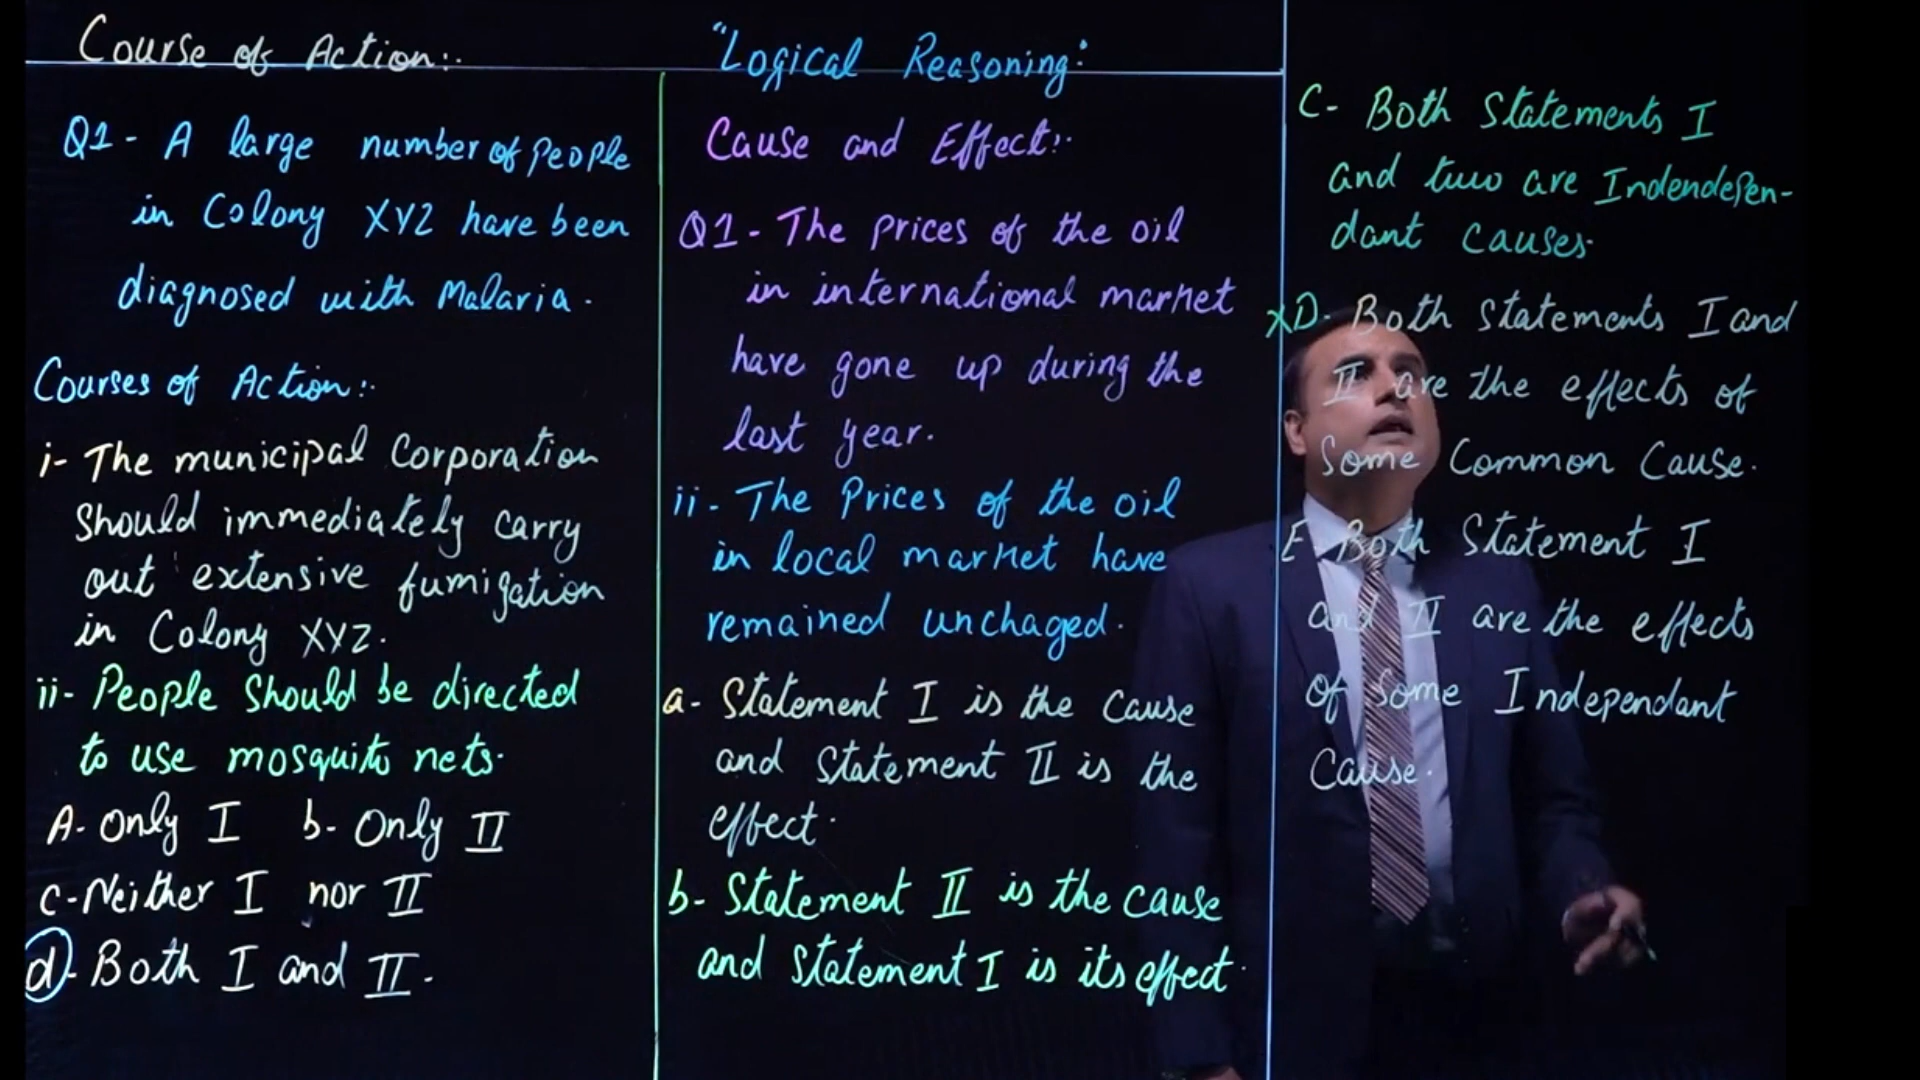 Course of Action:.
Q1- A large number of people
in Colony XYZ have been
diagnosed with Malaria.
Courses of Action:.
i- The municipal Corporation
Should immediately carry
out extensive fumigation
in Colony XYZ.
ii- People Should be directed
to use mosquito nets.
A- Only I b- Only II
C- Neither I nor II
d- Both I and II.
"Logical Reasoning:"
Cause and Effect:.
Q1- The prices of the oil
in international market
have gone up during the
last year.
ii- The Prices of the oil
in local market have
remained unchaged.
a- Statement I is the cause
and Statement II is the
effect.
b- Statement II is the cause
and Statement I is its effect.
C- Both Statements I
and two are Indendepen-
dant causes.
XD- Both Statements I and
II are the effects of
Some Common Cause.
E Both Statement I
and II are the effects
of Some Independant
Cause.